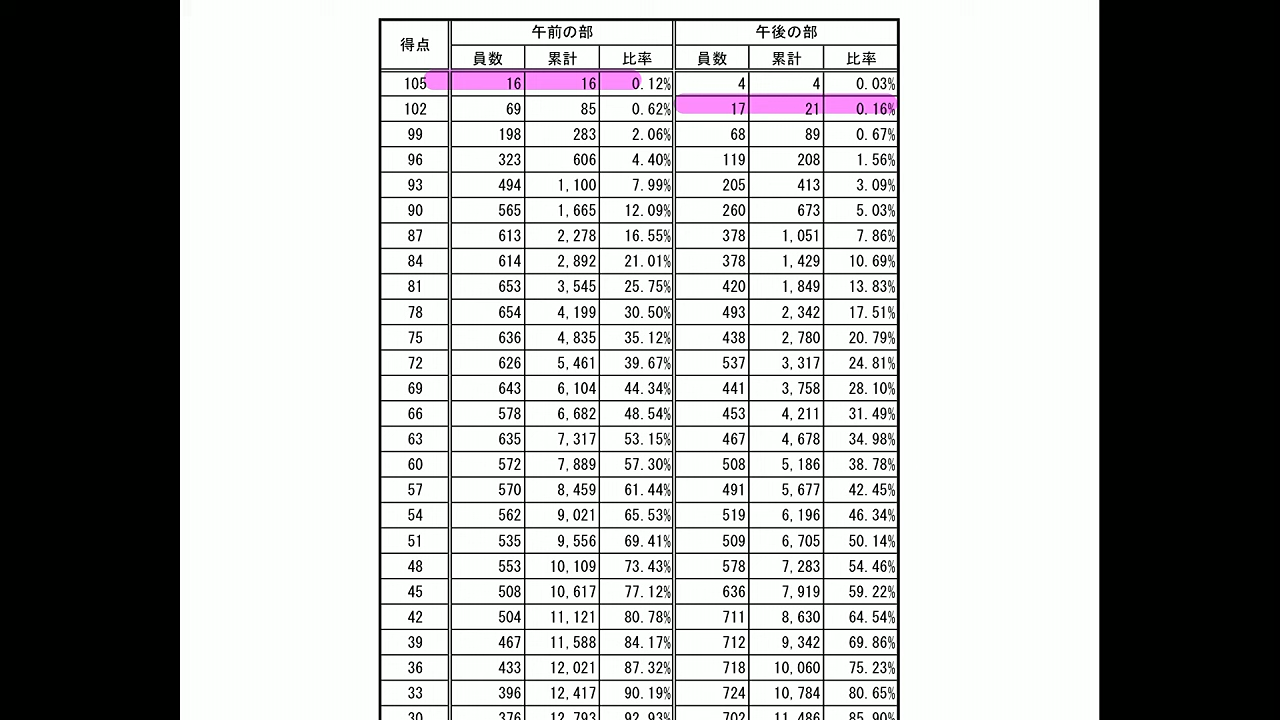 得点 午前の部 午後の部
員数 累計 比率 員数 累計 比率
105 16 16 0.12% 4 4 0.03%
102 69 85 0.62% 17 21 0.16%
99 198 283 2.06% 68 89 0.67%
96 323 606 4.40% 119 208 1.56%
93 494 1,100 7.99% 205 413 3.09%
90 565 1,665 12.09% 260 673 5.03%
87 613 2,278 16.55% 378 1,051 7.86%
84 614 2,892 21.01% 378 1,429 10.69%
81 653 3,545 25.75% 420 1,849 13.83%
78 654 4,199 30.50% 493 2,342 17.51%
75 636 4,835 35.12% 438 2,780 20.79%
72 626 5,461 39.67% 537 3,317 24.81%
69 643 6,104 44.34% 441 3,758 28.10%
66 578 6,682 48.54% 453 4,211 31.49%
63 635 7,317 53.15% 467 4,678 34.98%
60 572 7,889 57.30% 508 5,186 38.78%
57 570 8,459 61.44% 491 5,677 42.45%
54 562 9,021 65.53% 519 6,196 46.34%
51 535 9,556 69.41% 509 6,705 50.14%
48 553 10,109 73.43% 578 7,283 54.46%
45 508 10,617 77.12% 636 7,919 59.22%
42 504 11,121 80.78% 711 8,630 64.54%
39 467 11,588 84.17% 712 9,342 69.86%
36 433 12,021 87.32% 718 10,060 75.23%
33 396 12,417 90.19% 724 10,784 80.65%
30 376 12,793 92.93% 702 11,486 85.90%